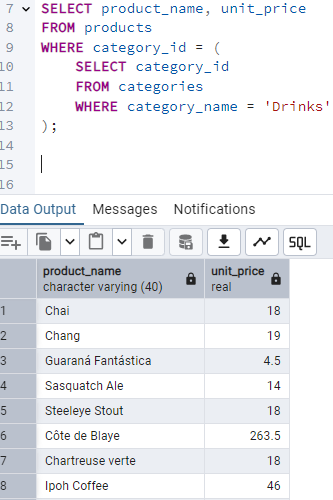 7 SELECT product_name, unit_price
8 FROM products
9 WHERE category_id = (
10 SELECT category_id
11 FROM categories
12 WHERE category_name = 'Drinks'
13 );
14
15
16
Data Output Messages Notifications
SQL
product_name unit_price
character varying (40) real
1 Chai 18
2 Chang 19
3 Guaraná Fantástica 4.5
4 Sasquatch Ale 14
5 Steeleye Stout 18
6 Côte de Blaye 263.5
7 Chartreuse verte 18
8 Ipoh Coffee 46